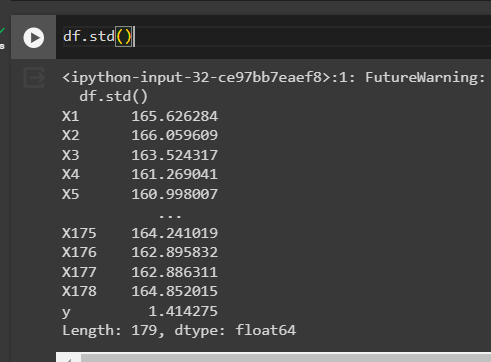 df.std()
s
<ipython-input-32-ce97bb7eaef8>:1: FutureWarning:
df.std()
X1 165.626284
X2 166.059609
X3 163.524317
X4 161.269041
X5 160.998007
...
X175 164.241019
X176 162.895832
X177 162.886311
X178 164.852015
y 1.414275
Length: 179, dtype: float64